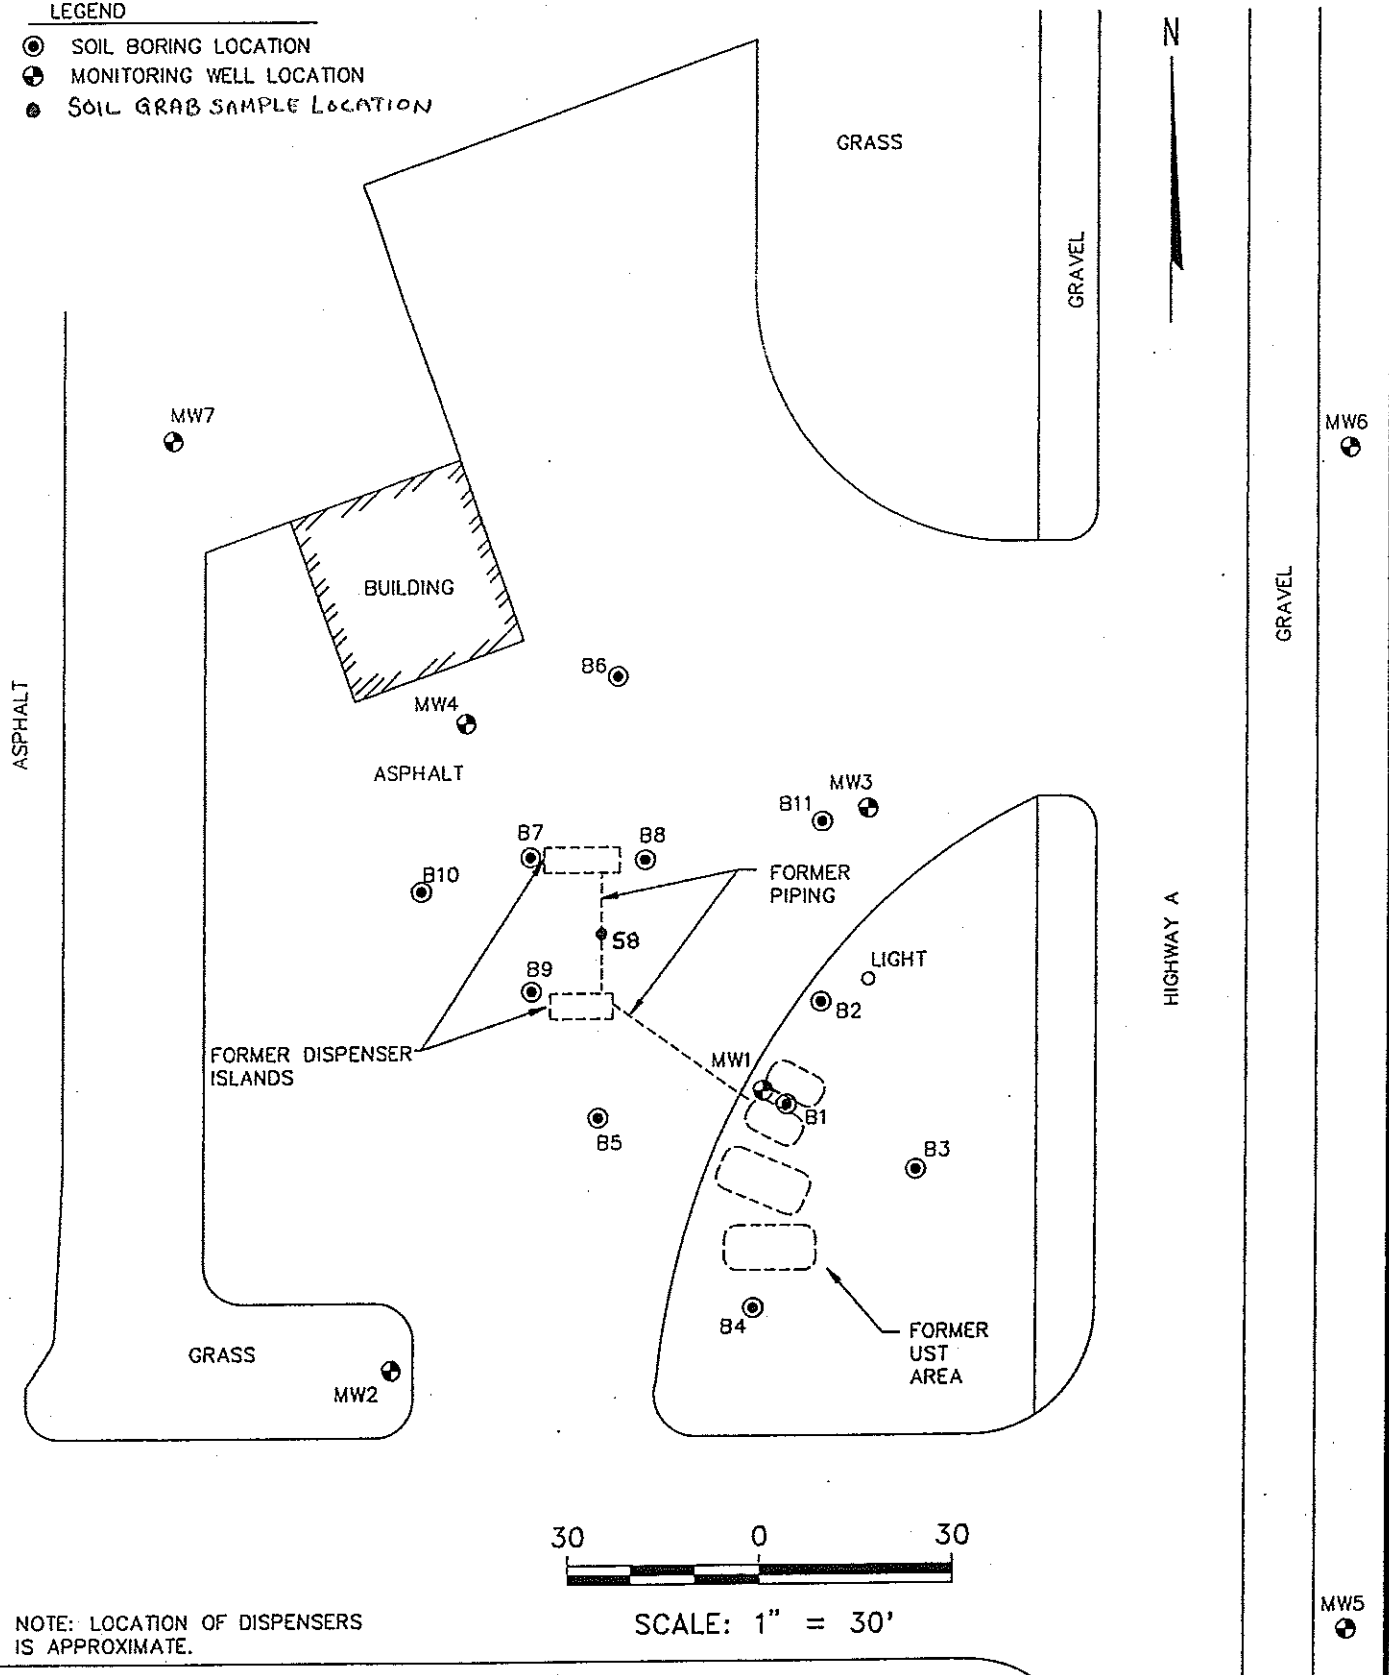 LEGEND
SOIL BORING LOCATION
MONITORING WELL LOCATION
SOIL GRAB SAMPLE LOCATION
N
GRASS
GRAVEL
MW7
MW6
BUILDING
GRAVEL
B6
MW4
ASPHALT
ASPHALT
MW3
B11
B7
B8
B10
FORMER
PIPING
S8
HIGHWAY A
LIGHT
B9
B2
FORMER DISPENSER
ISLANDS
MW1
B1
B5
B3
B4
FORMER
UST
AREA
GRASS
MW2
30 0 30
SCALE: 1" = 30'
MW5
NOTE: LOCATION OF DISPENSERS
IS APPROXIMATE.